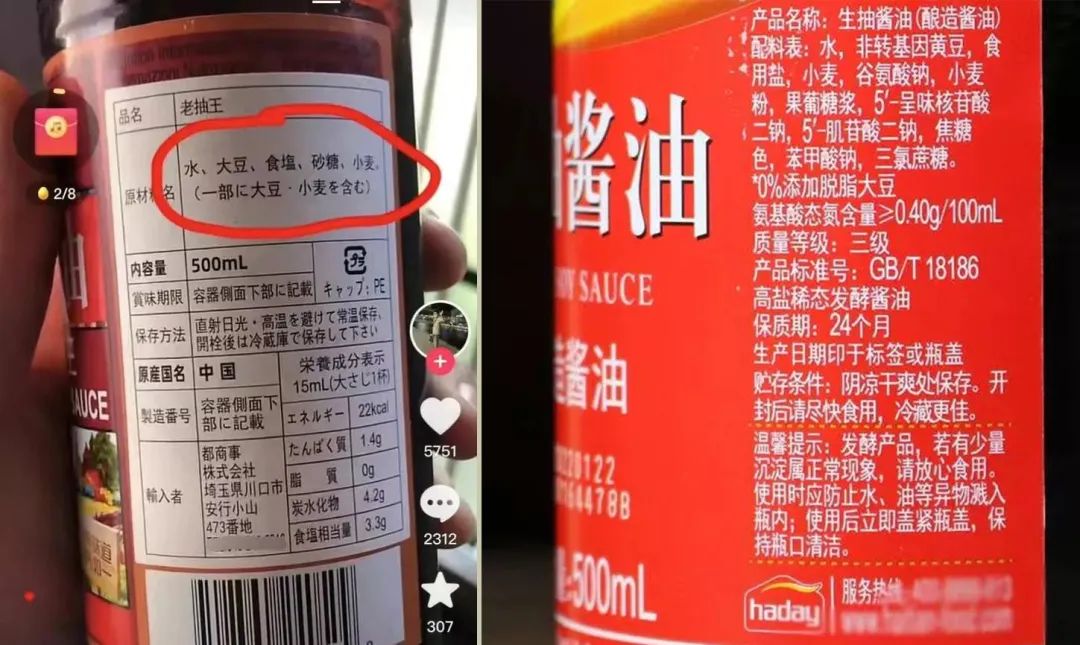 2/8
品名
老抽王
原材料名
水、大豆、食塩、砂糖、小麦。
(一部に大豆・小麦を含む)
内容量
500mL
賞味期限
容器側面下部に記載
キャップ:PE
保存方法
直射日光・高温を避けて常温保存、
開栓後は冷蔵庫で保存して下さい
原産国名
中国
栄養成分表示
15mL(大さじ1杯)
製造番号
容器側面下
部に記載
エネルギー
22kcal
たんぱく質
1.4g
脂質
0g
炭水化物
4.2g
食塩相当量
3.3g
輸入者
都商事
株式会社
埼玉県川口市
安行小山
473番地
SAUCE
5751
2312
307
酱油
SAUCE
酱油
500mL
产品名称：生抽酱油(酿造酱油)
配料表：水，非转基因黄豆，食
用盐，小麦，谷氨酸钠，小麦
粉，果葡糖浆，5′-呈味核苷酸
二钠，5′-肌苷酸二钠，焦糖
色，苯甲酸钠，三氯蔗糖。
*0%添加脱脂大豆
氨基酸态氮含量≥0.40g/100mL
质量等级：三级
产品标准号：GB/T 18186
高盐稀态发酵酱油
保质期：24个月
生产日期印于标签或瓶盖
贮存条件：阴凉干爽处保存。开
封后请尽快食用，冷藏更佳。
温馨提示：发酵产品，若有少量
沉淀属正常现象，请放心食用。
使用时应防止水、油等异物溅入
瓶内；使用后立即盖紧瓶盖，保
持瓶口清洁。
haday
服务热线